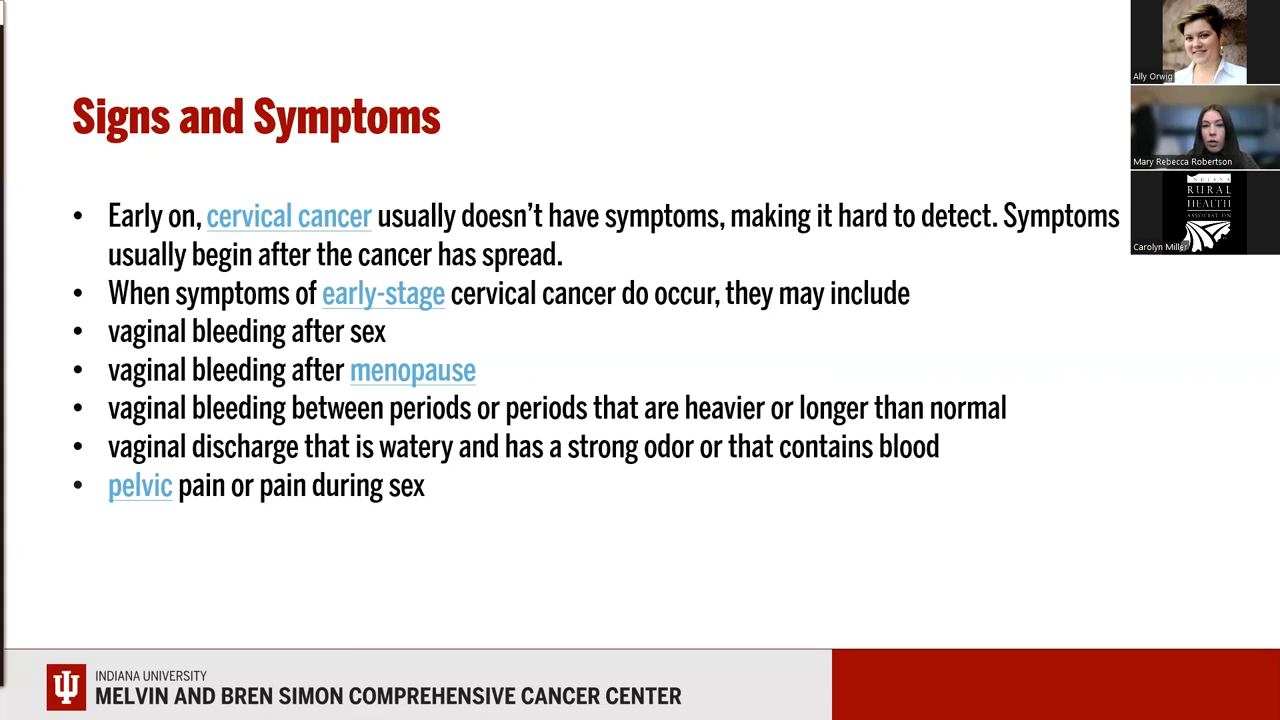 Signs and Symptoms
• Early on, cervical cancer usually doesn't have symptoms, making it hard to detect. Symptoms
usually begin after the cancer has spread.
• When symptoms of early-stage cervical cancer do occur, they may include
• vaginal bleeding after sex
• vaginal bleeding after menopause
• vaginal bleeding between periods or periods that are heavier or longer than normal
• vaginal discharge that is watery and has a strong odor or that contains blood
• pelvic pain or pain during sex
Ally Orwig
Mary Rebecca Robertson
INDIANA
RURAL
HEALTH
ASSOCIATION
Carolyn Miller
INDIANA UNIVERSITY
MELVIN AND BREN SIMON COMPREHENSIVE CANCER CENTER